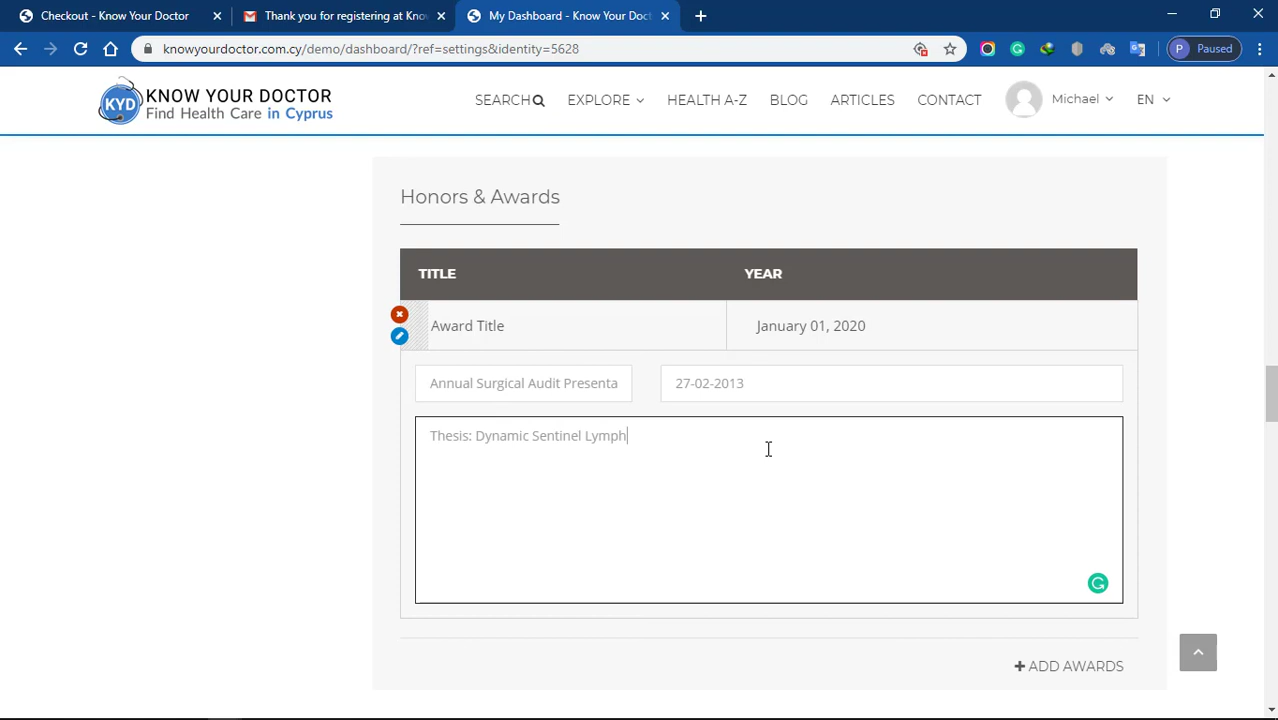 Checkout - Know Your Doctor
Thank you for registering at Know
My Dashboard - Know Your Doct
knowyourdoctor.com.cy/demo/dashboard/?ref=settings&identity=5628
P Paused
KYD
KNOW YOUR DOCTOR
Find Health Care in Cyprus
SEARCH EXPLORE HEALTH A-Z BLOG ARTICLES CONTACT Michael EN
Honors & Awards
TITLE YEAR
Award Title January 01, 2020
Annual Surgical Audit Presenta 27-02-2013
Thesis: Dynamic Sentinel Lymph
ADD AWARDS